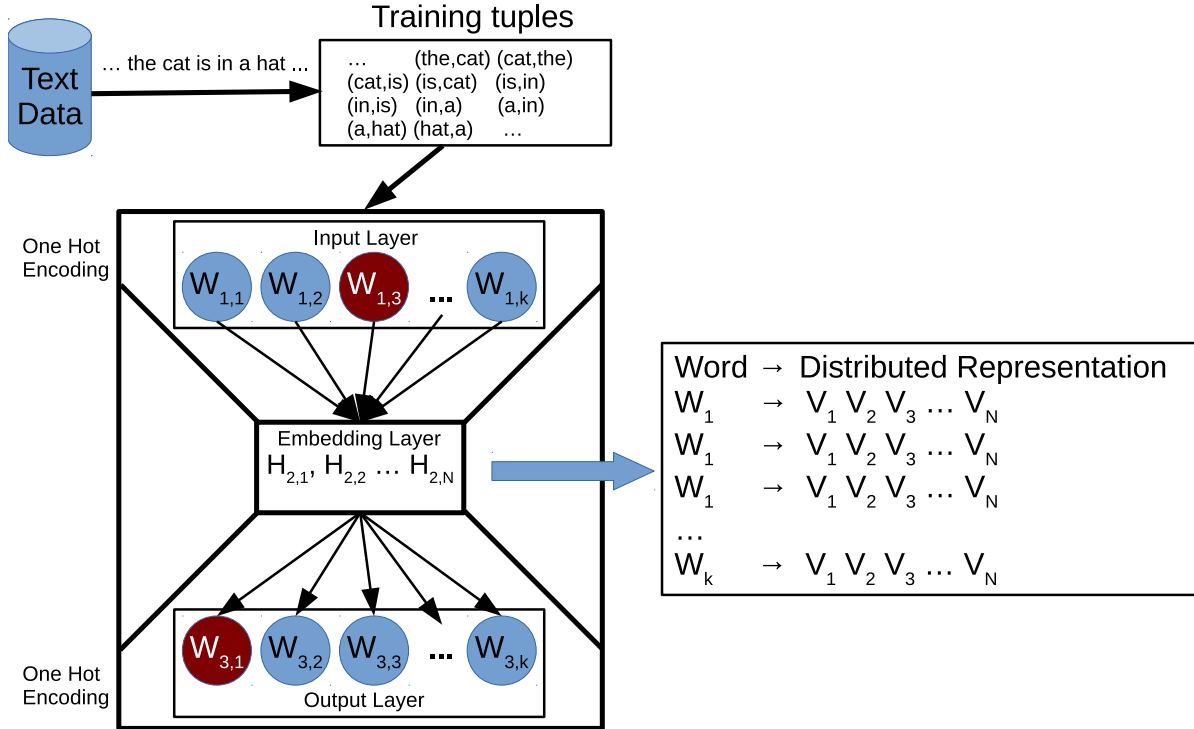 Training tuples
Text
Data
... the cat is in a hat ...
... (the,cat) (cat,the)
(cat,is) (is,cat) (is,in)
(in,is) (in,a) (a,in)
(a,hat) (hat,a) ...
One Hot
Encoding
Input Layer
W1,1 W1,2 W1,3 ... W1,k
Embedding Layer
H2,1, H2,2 ... H2,N
W3,1 W3,2 W3,3 ... W3,k
Output Layer
One Hot
Encoding
Word → Distributed Representation
W1 → V1 V2 V3 ... VN
W1 → V1 V2 V3 ... VN
W1 → V1 V2 V3 ... VN
...
Wk → V1 V2 V3 ... VN